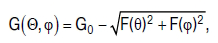 G(Θ,φ) = G₀ - √F(θ)² + F(φ)²,